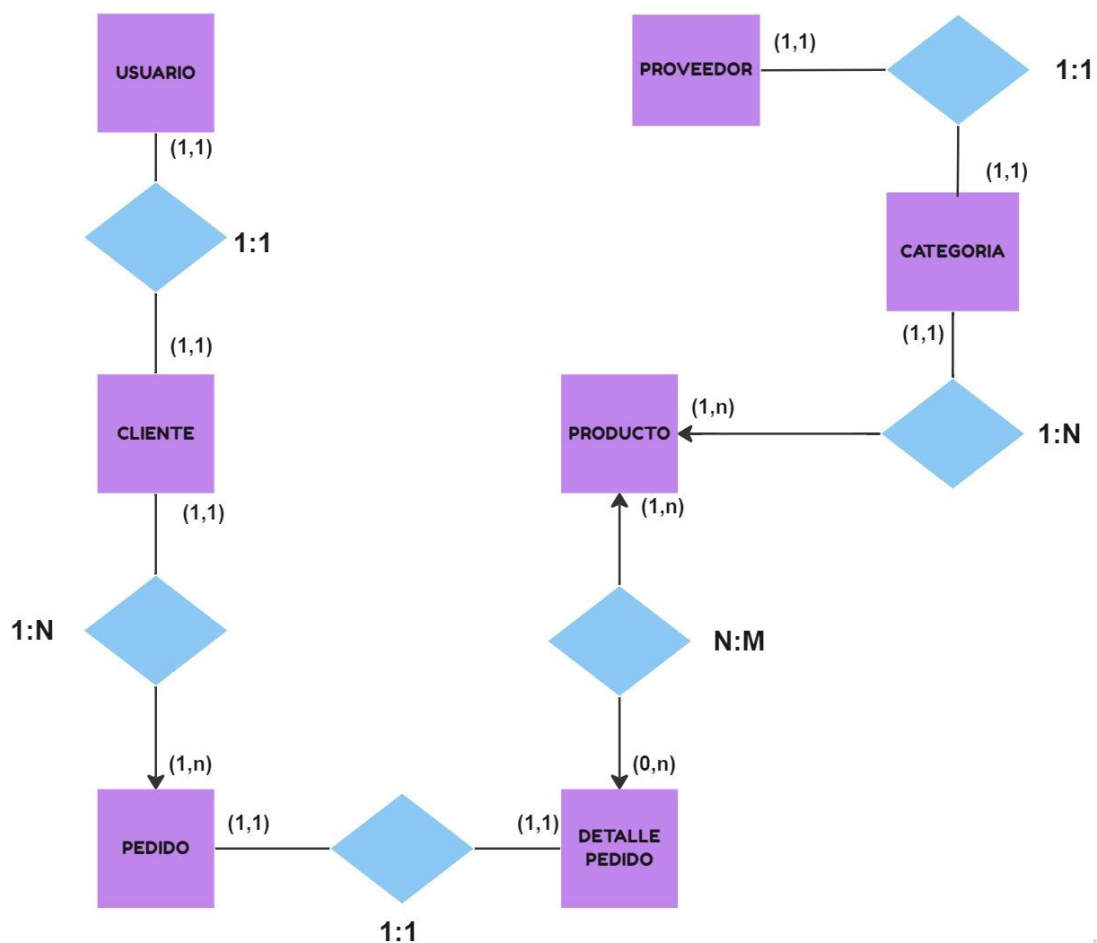 USUARIO
(1,1)
1:1
(1,1)
CLIENTE
(1,1)
1:N
(1,n)
PEDIDO
(1,1)
1:1
(1,1)
DETALLE
PEDIDO
(0,n)
N:M
(1,n)
PRODUCTO
(1,n)
1:N
(1,1)
CATEGORIA
(1,1)
1:1
(1,1)
PROVEEDOR